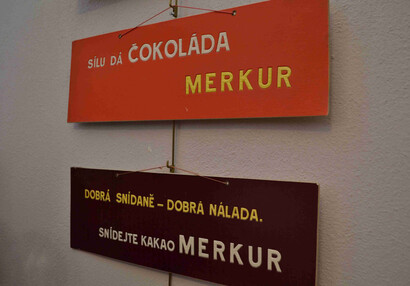 SÍLU DÁ ČOKOLÁDA
MERKUR
DOBRÁ SNÍDANĚ – DOBRÁ NÁLADA.
SNÍDEJTE KAKAO MERKUR